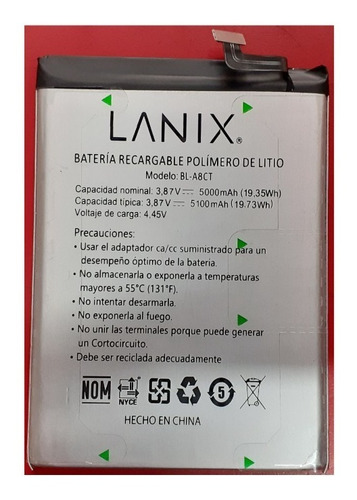 LANIX®
BATERÍA RECARGABLE POLÍMERO DE LITIO
Modelo: BL-A8CT
Capacidad nominal: 3,87V ⎓ 5000mAh (19,35Wh)
Capacidad típica: 3,87V ⎓ 5100mAh (19.73Wh)
Voltaje de carga: 4,45V
Precauciones:
• Usar el adaptador ca/cc suministrado para un
desempeño óptimo de la batería.
• No almacenarla o exponerla a temperaturas
mayores a 55°C (131°F).
• No intentar desarmarla.
• No exponerla al fuego.
• No unir las terminales porque puede generar
un Cortocircuito.
• Debe ser reciclada adecuadamente.
NOM NYCE 5
HECHO EN CHINA